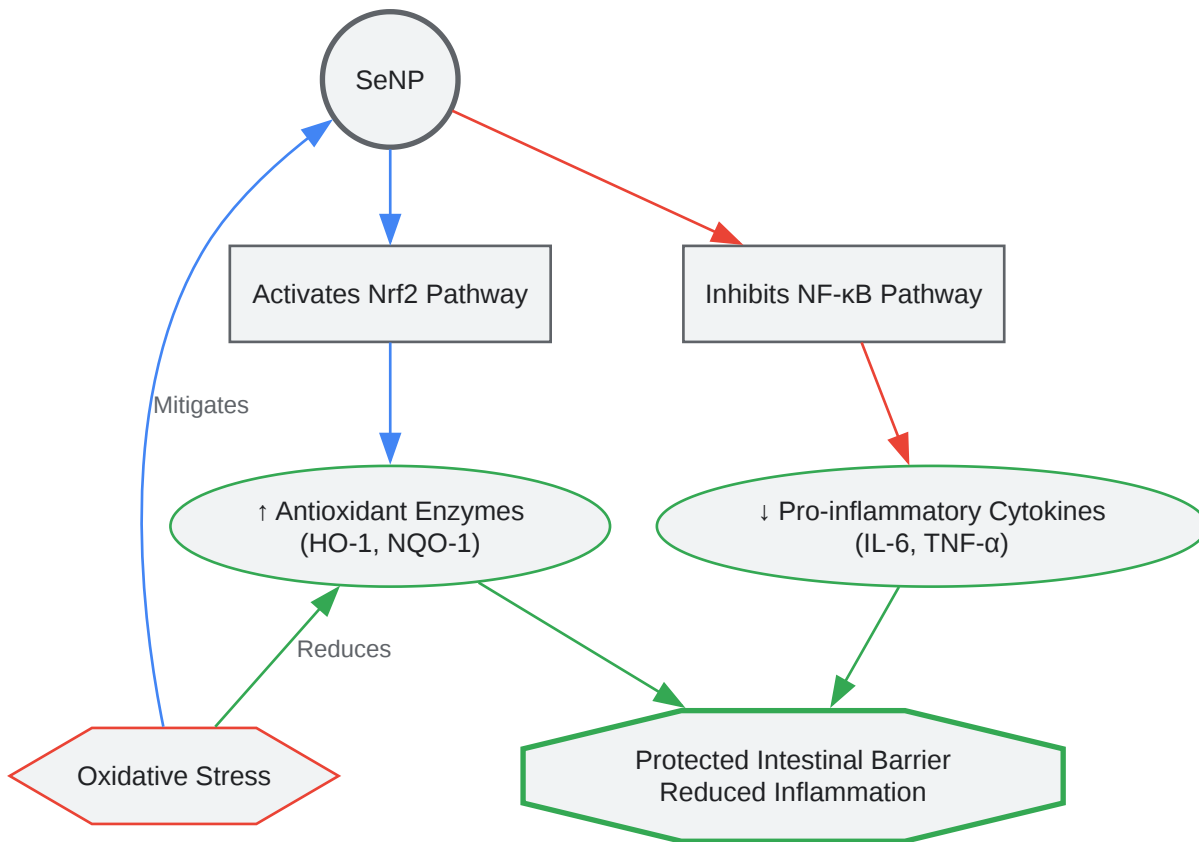 SeNP
Activates Nrf2 Pathway
Inhibits NF-κB Pathway
Mitigates
↑ Antioxidant Enzymes
(HO-1, NQO-1)
↓ Pro-inflammatory Cytokines
(IL-6, TNF-α)
Reduces
Oxidative Stress
Protected Intestinal Barrier
Reduced Inflammation